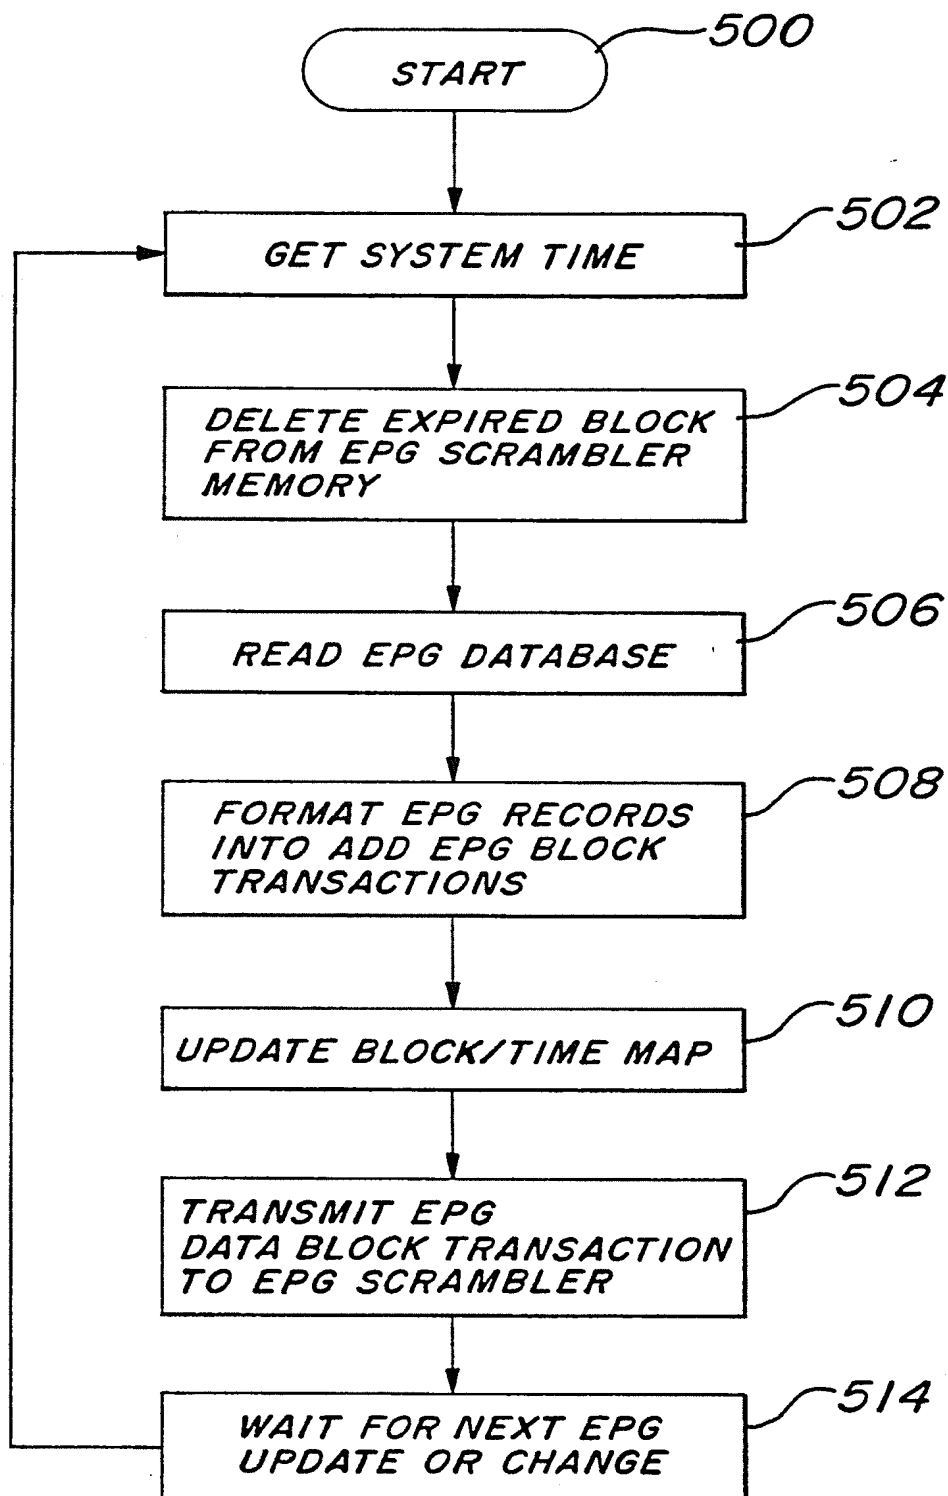 500
START
502
GET SYSTEM TIME
504
DELETE EXPIRED BLOCK
FROM EPG SCRAMBLER
MEMORY
506
READ EPG DATABASE
508
FORMAT EPG RECORDS
INTO ADD EPG BLOCK
TRANSACTIONS
510
UPDATE BLOCK/TIME MAP
512
TRANSMIT EPG
DATA BLOCK TRANSACTION
TO EPG SCRAMBLER
514
WAIT FOR NEXT EPG
UPDATE OR CHANGE